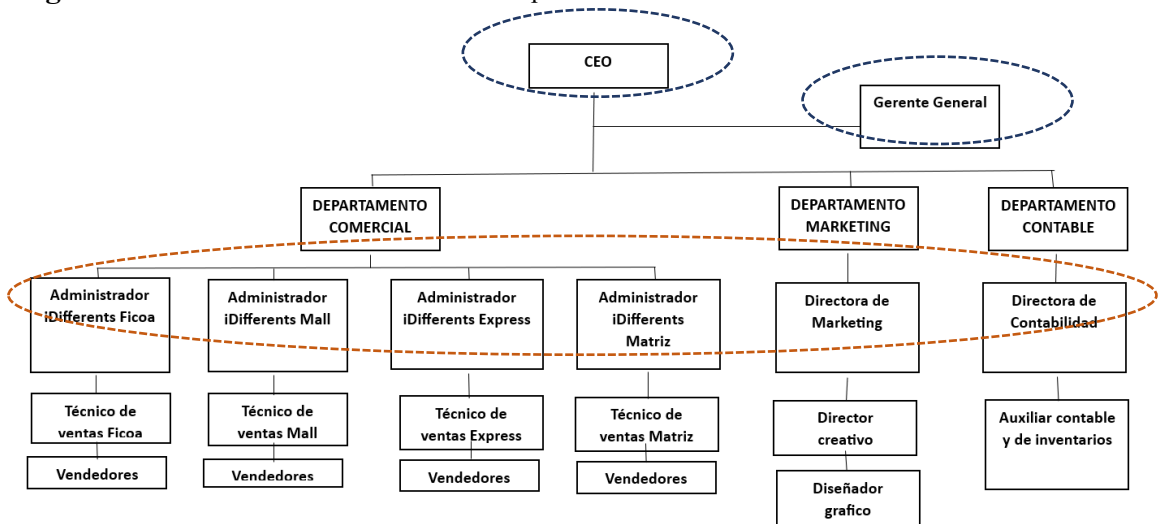 CEO
Gerente General
DEPARTAMENTO
COMERCIAL
DEPARTAMENTO
MARKETING
DEPARTAMENTO
CONTABLE
Administrador
iDifferents Ficoa
Administrador
iDifferents Mall
Administrador
iDifferents Express
Administrador
iDifferents
Matriz
Directora de
Marketing
Directora de
Contabilidad
Técnico de
ventas Ficoa
Técnico de
ventas Mall
Técnico de
ventas Express
Técnico de
ventas Matriz
Director
creativo
Auxiliar contable
y de inventarios
Vendedores
Vendedores
Vendedores
Vendedores
Diseñador
grafico